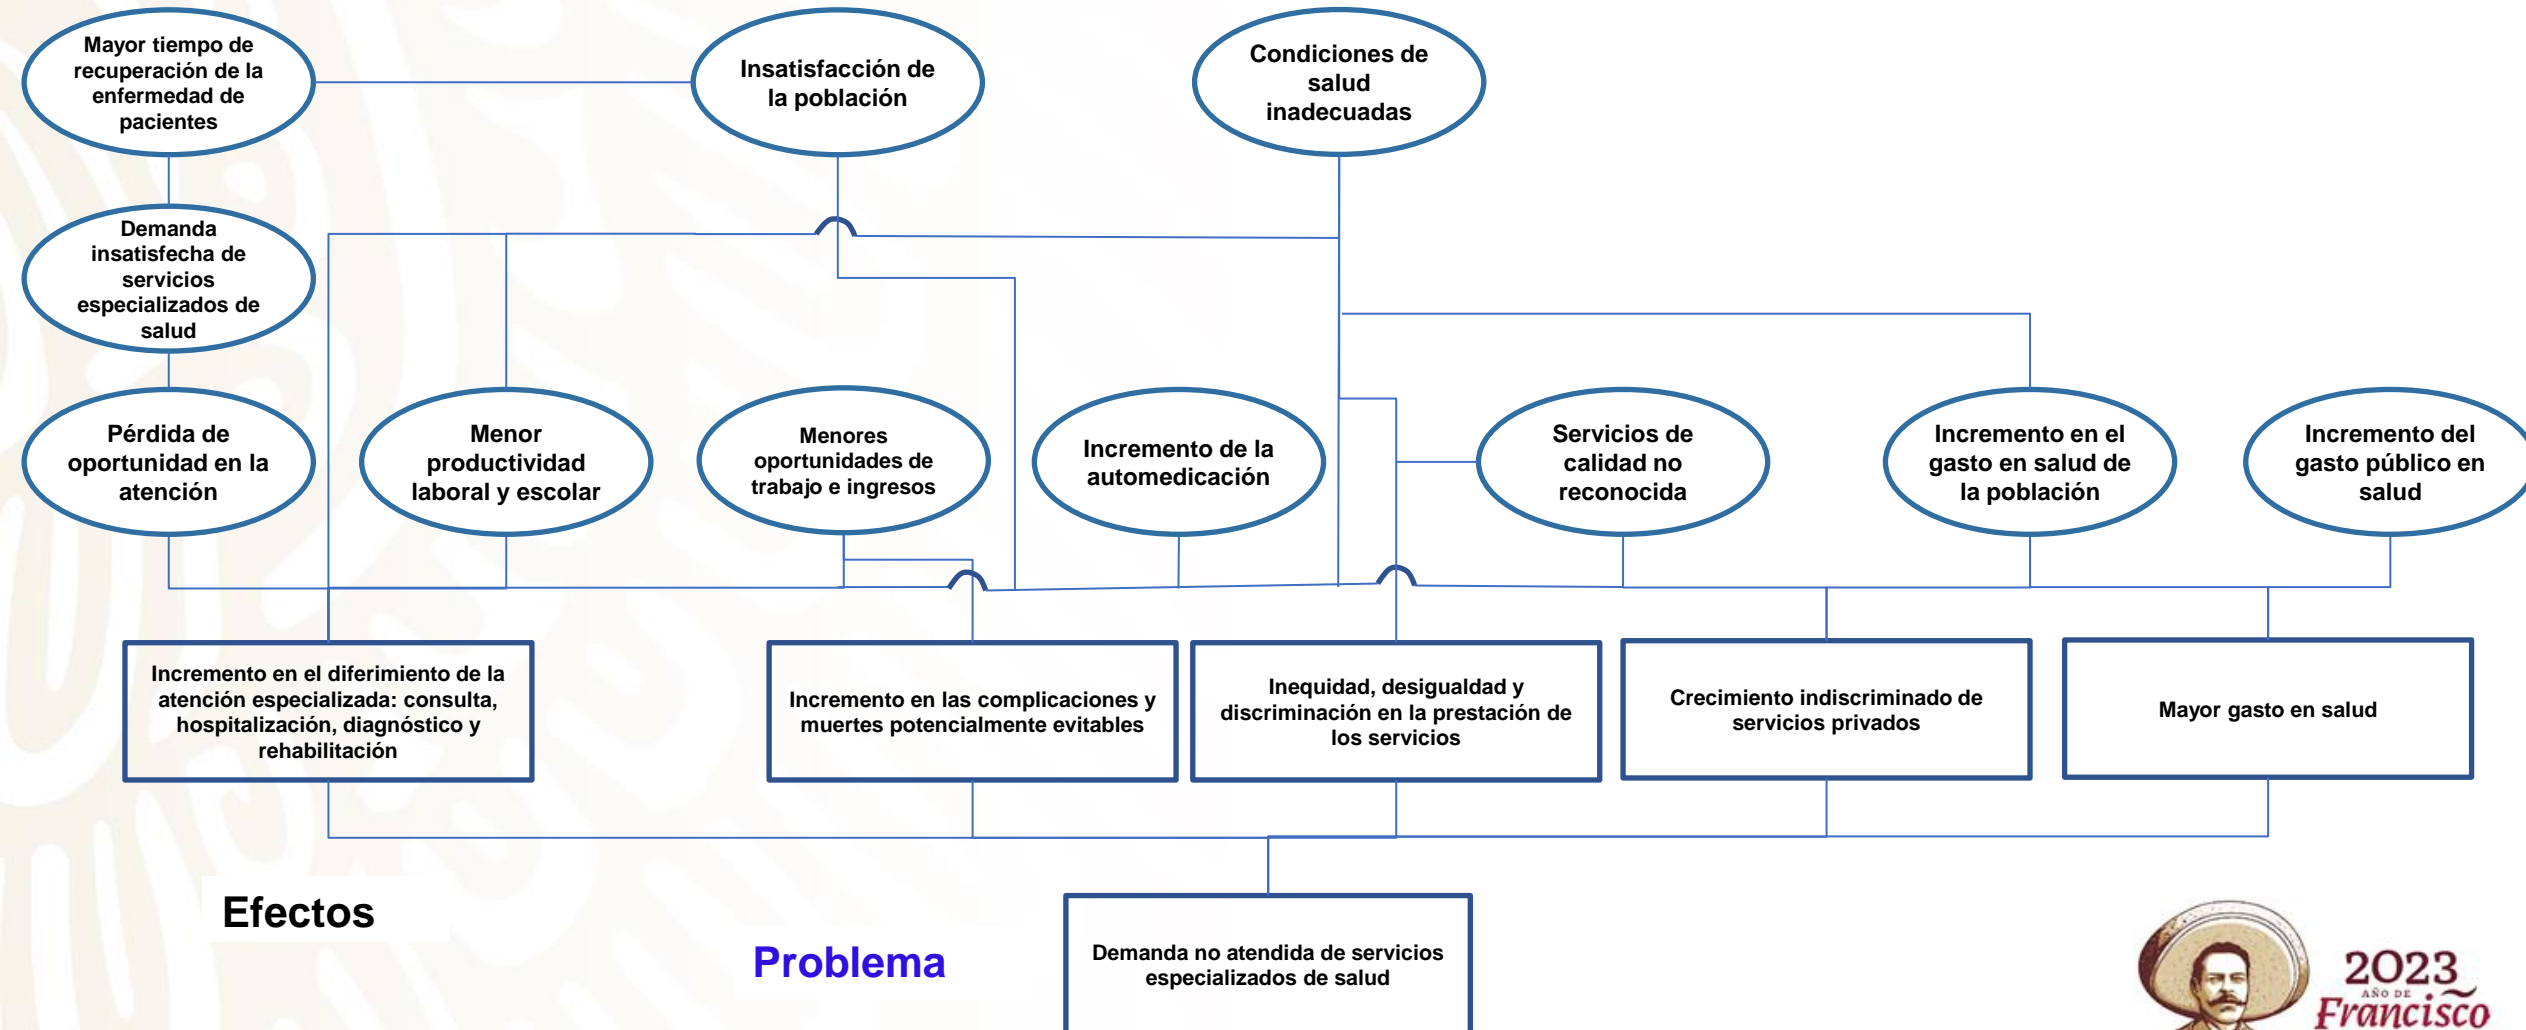 Mayor tiempo de
recuperación de la
enfermedad de
pacientes
Insatisfacción de
la población
Condiciones de
salud
inadecuadas
Demanda
insatisfecha de
servicios
especializados de
salud
Pérdida de
oportunidad en la
atención
Menor
productividad
laboral y escolar
Menores
oportunidades de
trabajo e ingresos
Incremento de la
automedicación
Servicios de
calidad no
reconocida
Incremento en el
gasto en salud de
la población
Incremento del
gasto público en
salud
Incremento en el diferimiento de la
atención especializada: consulta,
hospitalización, diagnóstico y
rehabilitación
Incremento en las complicaciones y
muertes potencialmente evitables
Inequidad, desigualdad y
discriminación en la prestación de
los servicios
Crecimiento indiscriminado de
servicios privados
Mayor gasto en salud
Efectos
Problema
Demanda no atendida de servicios
especializados de salud
2023
AÑO DE
Francisco